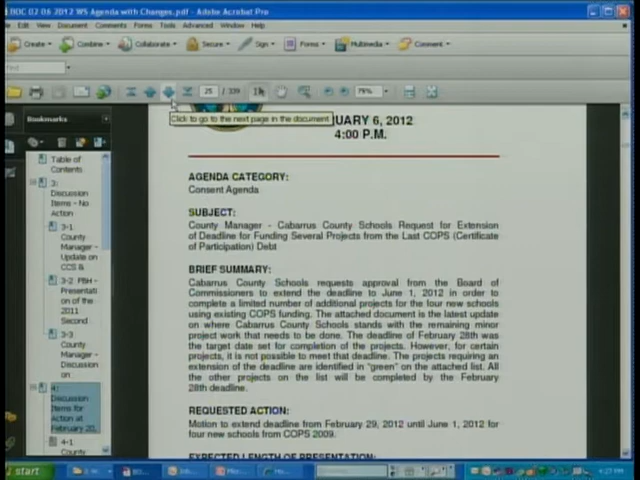 BOC 02 06 2012 WS Agenda with Changes.pdf - Adobe Acrobat Pro
Edit View Document Comments Forms Tools Advanced Window Help
Create Combine Collaborate Secure Sign Forms Multimedia Comment
Find
25 / 339 79%
Click to go to the next page in the document
UARY 6, 2012
4:00 P.M.
Bookmarks
Table of
Contents
3:
Discussion
Items - No
Action
3-1
County
Manager -
Update on
CCS &
3-2 FBH -
Presentati
on of the
2011
Second
3-3
County
Manager -
Discussion
on
4:
Discussion
Items for
Action at
February 20,
4-1
County
AGENDA CATEGORY:
Consent Agenda
SUBJECT:
County Manager - Cabarrus County Schools Request for Extension
of Deadline for Funding Several Projects from the Last COPS (Certificate
of Participation) Debt
BRIEF SUMMARY:
Cabarrus County Schools requests approval from the Board of
Commissioners to extend the deadline to June 1, 2012 in order to
complete a limited number of additional projects for the four new schools
using existing COPS funding. The attached document is the latest update
on where Cabarrus County Schools stands with the remaining minor
project work that needs to be done. The deadline of February 28th was
the target date set for completion of the projects. However, for certain
projects, it is not possible to meet that deadline. The projects requiring an
extension of the deadline are identified in "green" on the attached list. All
the other projects on the list will be completed by the February
28th deadline.
REQUESTED ACTION:
Motion to extend deadline from February 29, 2012 until June 1, 2012 for
four new schools from COPS 2009.
EXPECTED LENGTH OF PRESENTATION:
start
4:27 PM